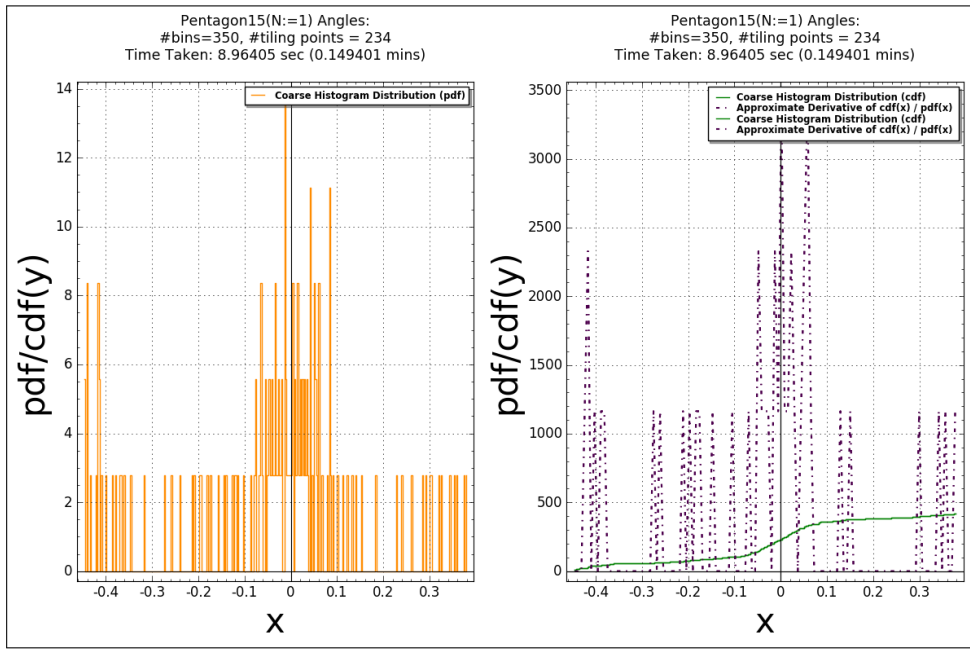 Pentagon15(N:=1) Angles:
#bins=350, #tiling points = 234
Time Taken: 8.96405 sec (0.149401 mins)
Coarse Histogram Distribution (pdf)
14
12
10
8
6
4
2
0
-0.4 -0.3 -0.2 -0.1 0 0.1 0.2 0.3
x
pdf/cdf(y)
Pentagon15(N:=1) Angles:
#bins=350, #tiling points = 234
Time Taken: 8.96405 sec (0.149401 mins)
Coarse Histogram Distribution (cdf)
Approximate Derivative of cdf(x) / pdf(x)
Coarse Histogram Distribution (cdf)
Approximate Derivative of cdf(x) / pdf(x)
3500
3000
2500
2000
1500
1000
500
0
-0.4 -0.3 -0.2 -0.1 0 0.1 0.2 0.3
x
pdf/cdf(y)